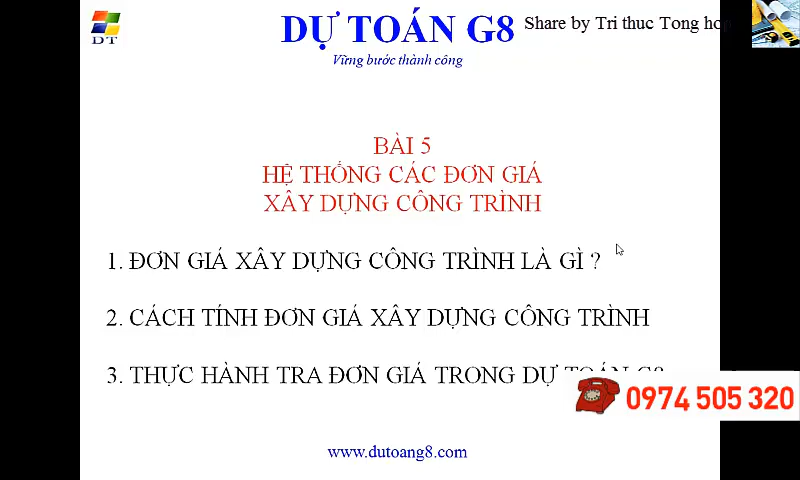 DT
DỰ TOÁN G8
Share by Tri thuc Tong hop
Vững bước thành công
BÀI 5
HỆ THỐNG CÁC ĐƠN GIÁ
XÂY DỰNG CÔNG TRÌNH
1. ĐƠN GIÁ XÂY DỰNG CÔNG TRÌNH LÀ GÌ ?
2. CÁCH TÍNH ĐƠN GIÁ XÂY DỰNG CÔNG TRÌNH
3. THỰC HÀNH TRA ĐƠN GIÁ TRONG DỰ TOÁN G8
0974 505 320
www.dutoang8.com